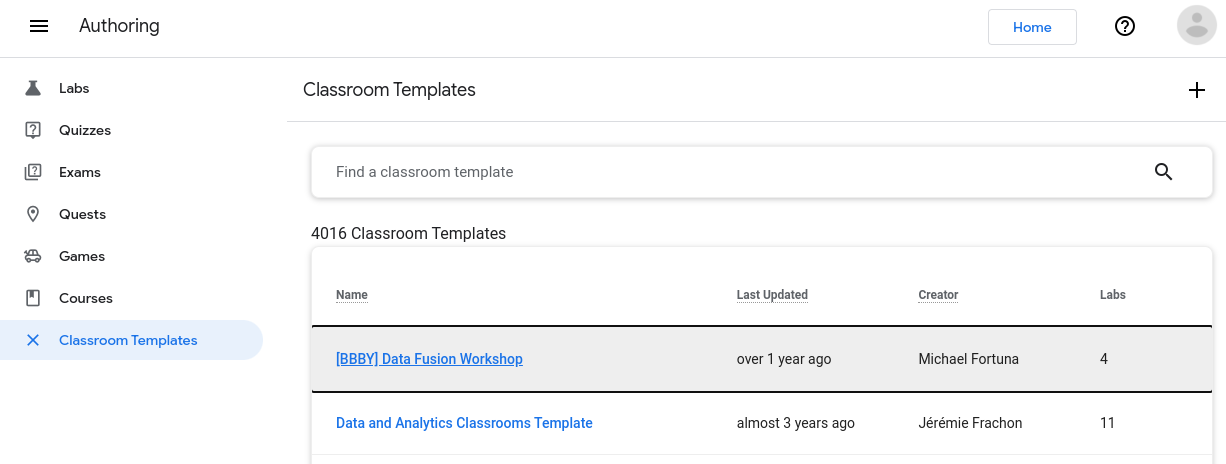 Authoring
Home
Labs
Quizzes
Exams
Quests
Games
Courses
Classroom Templates
Classroom Templates
Find a classroom template
4016 Classroom Templates
Name Last Updated Creator Labs
[BBBY] Data Fusion Workshop over 1 year ago Michael Fortuna 4
Data and Analytics Classrooms Template almost 3 years ago Jérémie Frachon 11